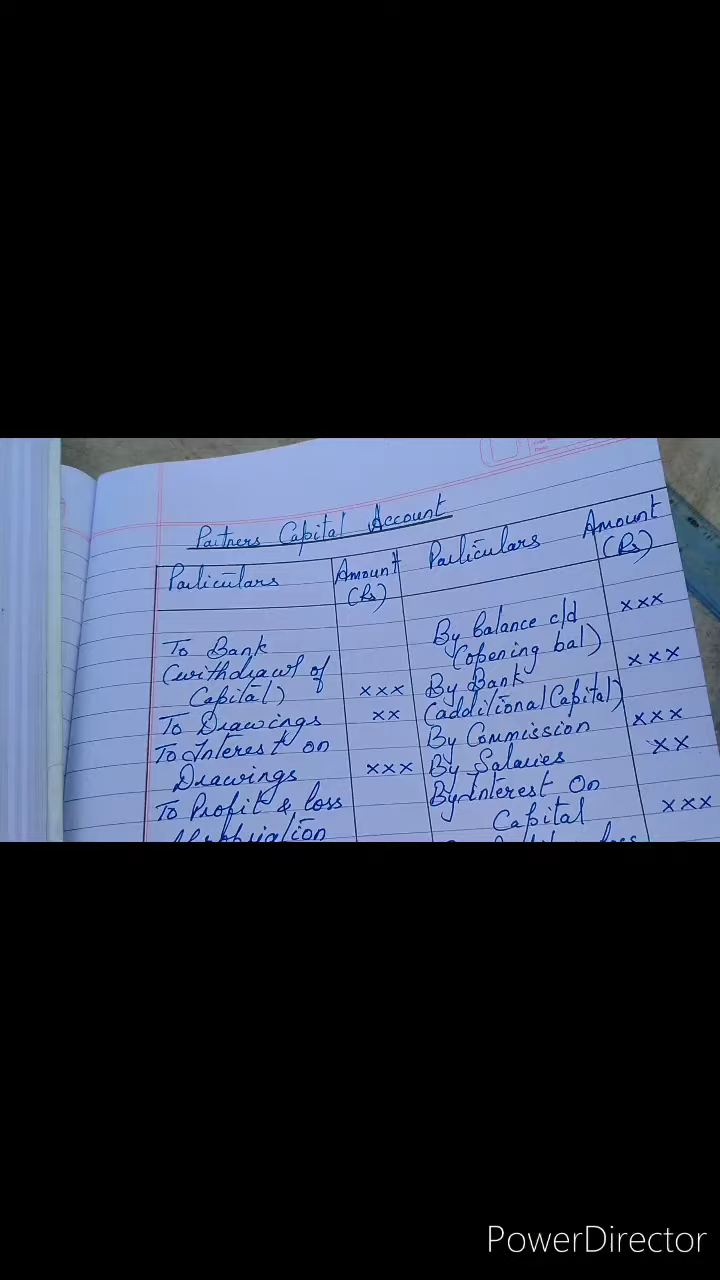 Partners Capital Account
Particulars
Amount
(Rs)
Particulars
Amount
(Rs)
To Bank
(withdrawl of
Capital) xxx
To Drawings xx
To Interest on
Drawings xxx
To Profit & loss
By balance c/d xxx
(opening bal)
By Bank xxx
(additional Capital)
By Commission xxx
By Salaries xx
By Interest On
Capital xxx
PowerDirector